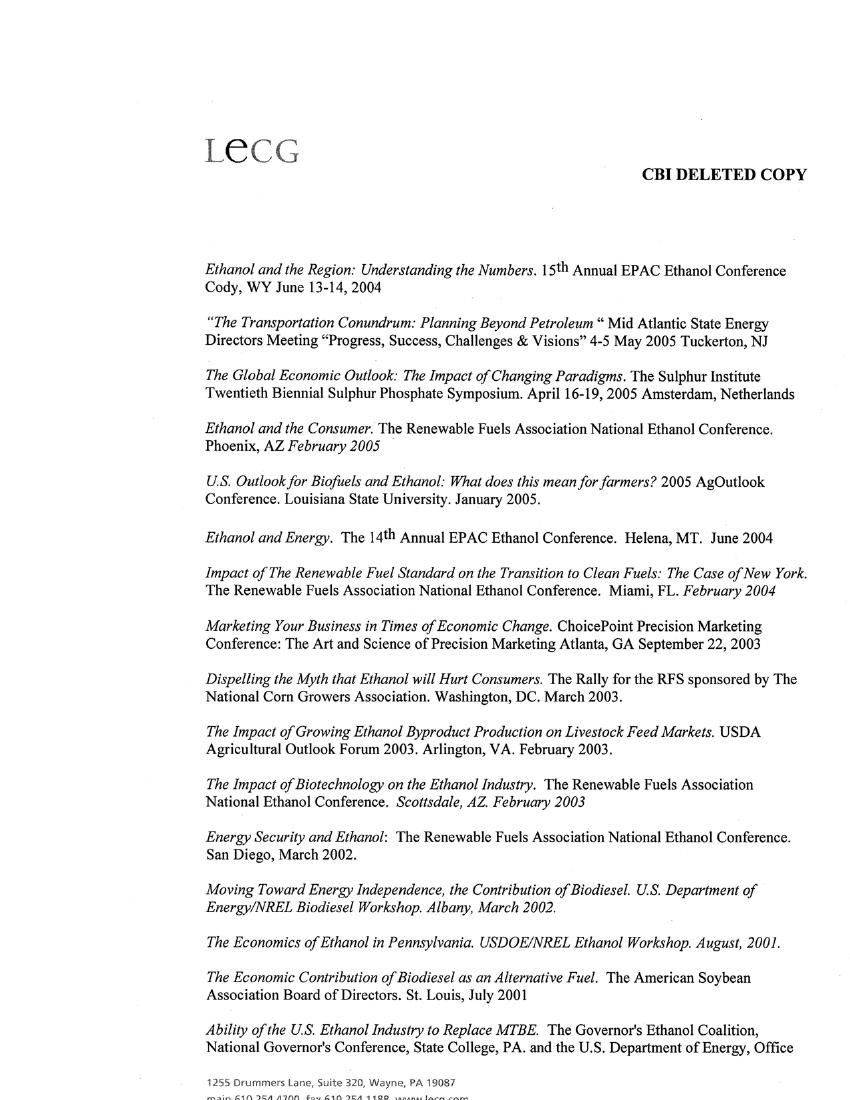 LeCG
CBI DELETED COPY
Ethanol and the Region: Understanding the Numbers. 15th Annual EPAC Ethanol Conference
Cody, WY June 13-14, 2004
"The Transportation Conundrum: Planning Beyond Petroleum “ Mid Atlantic State Energy
Directors Meeting “Progress, Success, Challenges & Visions” 4-5 May 2005 Tuckerton, NJ
The Global Economic Outlook: The Impact of Changing Paradigms. The Sulphur Institute
Twentieth Biennial Sulphur Phosphate Symposium. April 16-19, 2005 Amsterdam, Netherlands
Ethanol and the Consumer. The Renewable Fuels Association National Ethanol Conference.
Phoenix, AZ February 2005
U.S. Outlook for Biofuels and Ethanol: What does this mean for farmers? 2005 AgOutlook
Conference. Louisiana State University. January 2005.
Ethanol and Energy. The 14th Annual EPAC Ethanol Conference. Helena, MT. June 2004
Impact of The Renewable Fuel Standard on the Transition to Clean Fuels: The Case of New York.
The Renewable Fuels Association National Ethanol Conference. Miami, FL. February 2004
Marketing Your Business in Times of Economic Change. ChoicePoint Precision Marketing
Conference: The Art and Science of Precision Marketing Atlanta, GA September 22, 2003
Dispelling the Myth that Ethanol will Hurt Consumers. The Rally for the RFS sponsored by The
National Corn Growers Association. Washington, DC. March 2003.
The Impact of Growing Ethanol Byproduct Production on Livestock Feed Markets. USDA
Agricultural Outlook Forum 2003. Arlington, VA. February 2003.
The Impact of Biotechnology on the Ethanol Industry. The Renewable Fuels Association
National Ethanol Conference. Scottsdale, AZ. February 2003
Energy Security and Ethanol: The Renewable Fuels Association National Ethanol Conference.
San Diego, March 2002.
Moving Toward Energy Independence, the Contribution of Biodiesel. U.S. Department of
Energy/NREL Biodiesel Workshop. Albany, March 2002.
The Economics of Ethanol in Pennsylvania. USDOE/NREL Ethanol Workshop. August, 2001.
The Economic Contribution of Biodiesel as an Alternative Fuel. The American Soybean
Association Board of Directors. St. Louis, July 2001
Ability of the U.S. Ethanol Industry to Replace MTBE. The Governor's Ethanol Coalition,
National Governor's Conference, State College, PA. and the U.S. Department of Energy, Office
1255 Drummers Lane, Suite 320, Wayne, PA 19087
main 610.254.4700 fax 610.254.1188 www.lecg.com